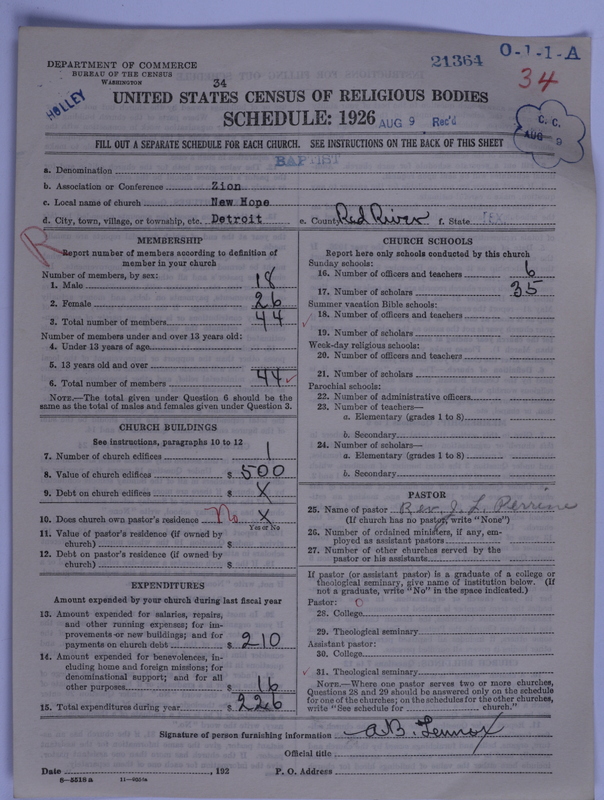 DEPARTMENT OF COMMERCE
BUREAU OF THE CENSUS
WASHINGTON
21364
O-1-1-A
34
34
HOLLEY
UNITED STATES CENSUS OF RELIGIOUS BODIES
SCHEDULE: 1926
AUG 9 Rec'd
C. C.
AUG 9
FILL OUT A SEPARATE SCHEDULE FOR EACH CHURCH. SEE INSTRUCTIONS ON THE BACK OF THIS SHEET
BAPTIST
a. Denomination
b. Association or Conference Zion
c. Local name of church New Hope
d. City, town, village, or township, etc. Detroit e. County Red River f. State TEX
R
MEMBERSHIP
Report number of members according to definition of
member in your church
Number of members, by sex:
1. Male 18
2. Female 26
3. Total number of members 44
Number of members under and over 13 years old:
4. Under 13 years of age
5. 13 years old and over
6. Total number of members 44
NOTE.—The total given under Question 6 should be the
same as the total of males and females given under Question 3.
CHURCH BUILDINGS
See instructions, paragraphs 10 to 12
7. Number of church edifices 1
8. Value of church edifices $ 500
9. Debt on church edifices $ X
10. Does church own pastor's residence No X
Yes or No
11. Value of pastor's residence (if owned by
church) $
12. Debt on pastor's residence (if owned by
church) $
EXPENDITURES
Amount expended by your church during last fiscal year
13. Amount expended for salaries, repairs,
and other running expenses; for im-
provements or new buildings; and for
payments on church debt $ 210
14. Amount expended for benevolences, in-
cluding home and foreign missions; for
denominational support; and for all
other purposes $ 16
15. Total expenditures during year $ 226
CHURCH SCHOOLS
Report here only schools conducted by this church
Sunday schools:
16. Number of officers and teachers 6
17. Number of scholars 35
Summer vacation Bible schools:
18. Number of officers and teachers
19. Number of scholars
Week-day religious schools:
20. Number of officers and teachers
21. Number of scholars
Parochial schools:
22. Number of administrative officers
23. Number of teachers—
a. Elementary (grades 1 to 8)
b. Secondary
24. Number of scholars—
a. Elementary (grades 1 to 8)
b. Secondary
PASTOR
25. Name of pastor Rev. J. L. Perrine
(If church has no pastor, write "None")
26. Number of ordained ministers, if any, em-
ployed as assistant pastors
27. Number of other churches served by the
pastor or his assistants
If pastor (or assistant pastor) is a graduate of a college or
theological seminary, give name of institution below. (If
not a graduate, write "No" in the space indicated.)
Pastor: 0
28. College
29. Theological seminary
Assistant pastor:
30. College
31. Theological seminary
NOTE.—Where one pastor serves two or more churches,
Questions 28 and 29 should be answered only on the schedule
for one of the churches; on the schedules for the other churches,
write "See schedule for church."
Signature of person furnishing information A.B. Lennox
Official title
Date , 192 P. O. Address
8—5518 a